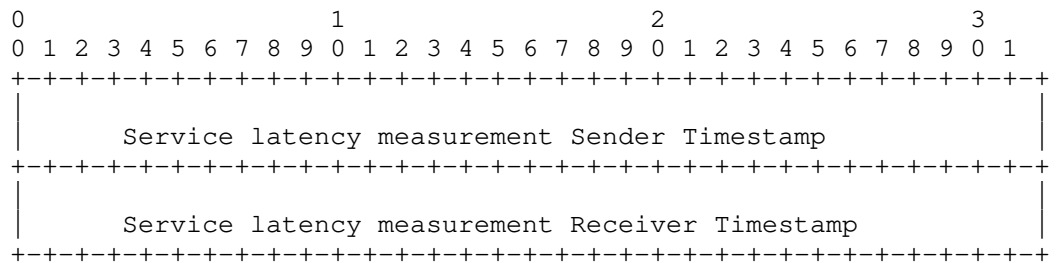 0                   1                   2                   3
0 1 2 3 4 5 6 7 8 9 0 1 2 3 4 5 6 7 8 9 0 1 2 3 4 5 6 7 8 9 0 1
+-+-+-+-+-+-+-+-+-+-+-+-+-+-+-+-+-+-+-+-+-+-+-+-+-+-+-+-+-+-+-+-+
|                                                               |
|      Service latency measurement Sender Timestamp             |
+-+-+-+-+-+-+-+-+-+-+-+-+-+-+-+-+-+-+-+-+-+-+-+-+-+-+-+-+-+-+-+-+
|                                                               |
|      Service latency measurement Receiver Timestamp           |
+-+-+-+-+-+-+-+-+-+-+-+-+-+-+-+-+-+-+-+-+-+-+-+-+-+-+-+-+-+-+-+-+